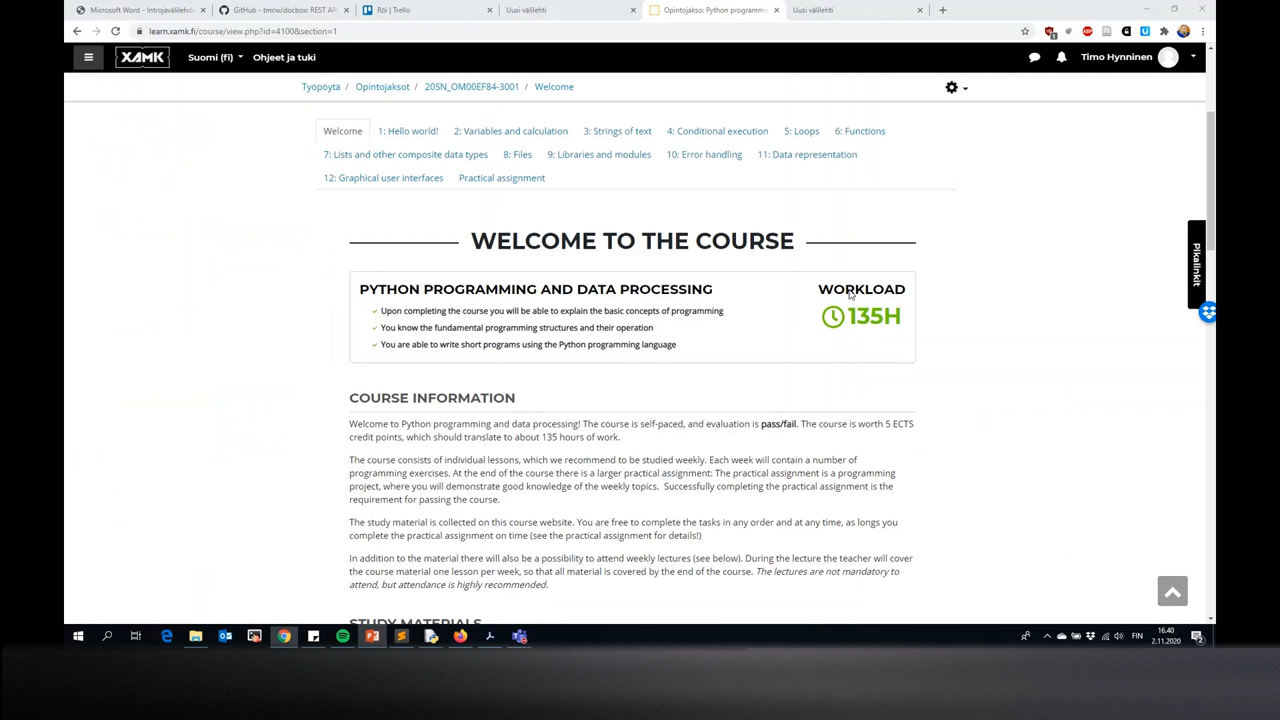 Microsoft Word - Introjavälilehde
GitHub - tmcw/docbox: REST AP
Röi | Trello
Uusi välilehti
Opintojakso: Python programmi
Uusi välilehti
learn.xamk.fi/course/view.php?id=4100&section=1
XAMK
Suomi (fi)
Ohjeet ja tuki
Timo Hynninen
Työpöytä / Opintojaksot / 20SN_OM00EF84-3001 / Welcome
Welcome 1: Hello world! 2: Variables and calculation 3: Strings of text 4: Conditional execution 5: Loops 6: Functions
7: Lists and other composite data types 8: Files 9: Libraries and modules 10: Error handling 11: Data representation
12: Graphical user interfaces Practical assignment
Pikalinkit
WELCOME TO THE COURSE
PYTHON PROGRAMMING AND DATA PROCESSING
Upon completing the course you will be able to explain the basic concepts of programming
You know the fundamental programming structures and their operation
You are able to write short programs using the Python programming language
WORKLOAD
135H
COURSE INFORMATION
Welcome to Python programming and data processing! The course is self-paced, and evaluation is pass/fail. The course is worth 5 ECTS
credit points, which should translate to about 135 hours of work.
The course consists of individual lessons, which we recommend to be studied weekly. Each week will contain a number of
programming exercises. At the end of the course there is a larger practical assignment: The practical assignment is a programming
project, where you will demonstrate good knowledge of the weekly topics. Successfully completing the practical assignment is the
requirement for passing the course.
The study material is collected on this course website. You are free to complete the tasks in any order and at any time, as longs you
complete the practical assignment on time (see the practical assignment for details!)
In addition to the material there will also be a possibility to attend weekly lectures (see below). During the lecture the teacher will cover
the course material one lesson per week, so that all material is covered by the end of the course. The lectures are not mandatory to
attend, but attendance is highly recommended.
STUDY MATERIALS
FIN
16.40
2.11.2020